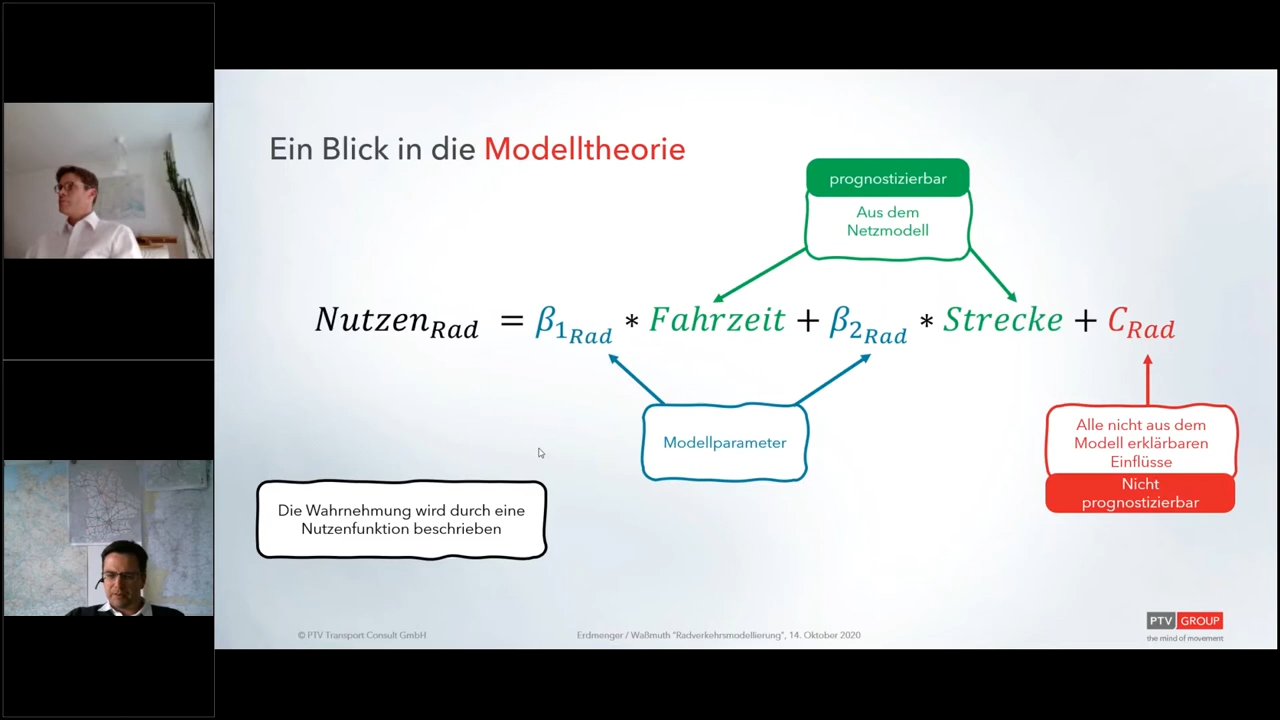 Ein Blick in die Modelltheorie
prognostizierbar
Aus dem
Netzmodell
Nutzen_Rad = β_1_Rad * Fahrzeit + β_2_Rad * Strecke + C_Rad
Modellparameter
Alle nicht aus dem
Modell erklärbaren
Einflüsse
Nicht
prognostizierbar
Die Wahrnehmung wird durch eine
Nutzenfunktion beschrieben
© PTV Transport Consult GmbH
Erdmenger / Waßmuth "Radverkehrsmodellierung", 14. Oktober 2020
PTV GROUP
the mind of movement